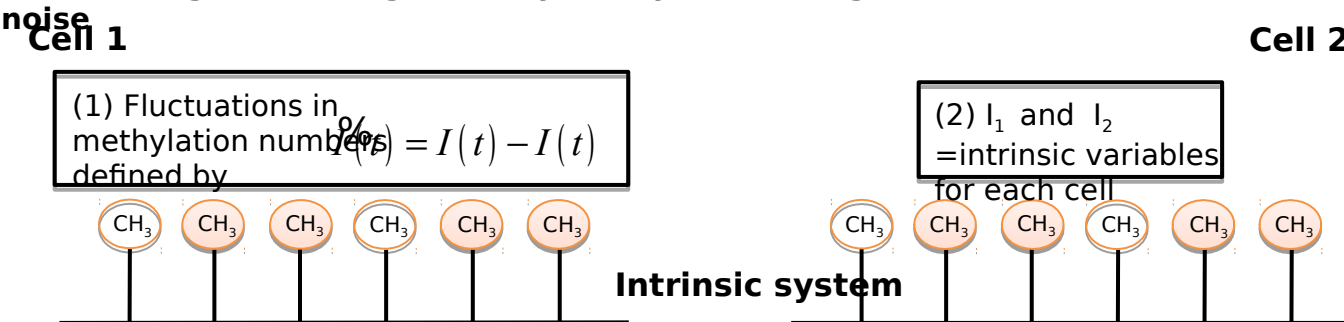 noise
Cell 1
Cell 2
(1) Fluctuations in
methylation numbers
defined by
% I(t) = I(t) − I(t)
(2) I₁ and I₂
=intrinsic variables
for each cell
CH₃ CH₃ CH₃ CH₃ CH₃ CH₃
CH₃ CH₃ CH₃ CH₃ CH₃ CH₃
Intrinsic system